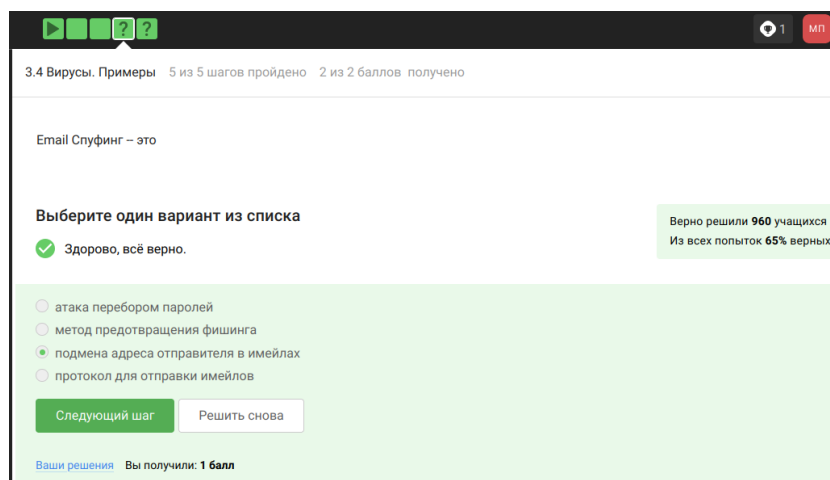 ? ?
1 МП
3.4 Вирусы. Примеры 5 из 5 шагов пройдено 2 из 2 баллов получено
Email Спуфинг – это
Выберите один вариант из списка
Здорово, всё верно.
Верно решили 960 учащихся
Из всех попыток 65% верных
атака перебором паролей
метод предотвращения фишинга
подмена адреса отправителя в имейлах
протокол для отправки имейлов
Следующий шаг Решить снова
Ваши решения Вы получили: 1 балл